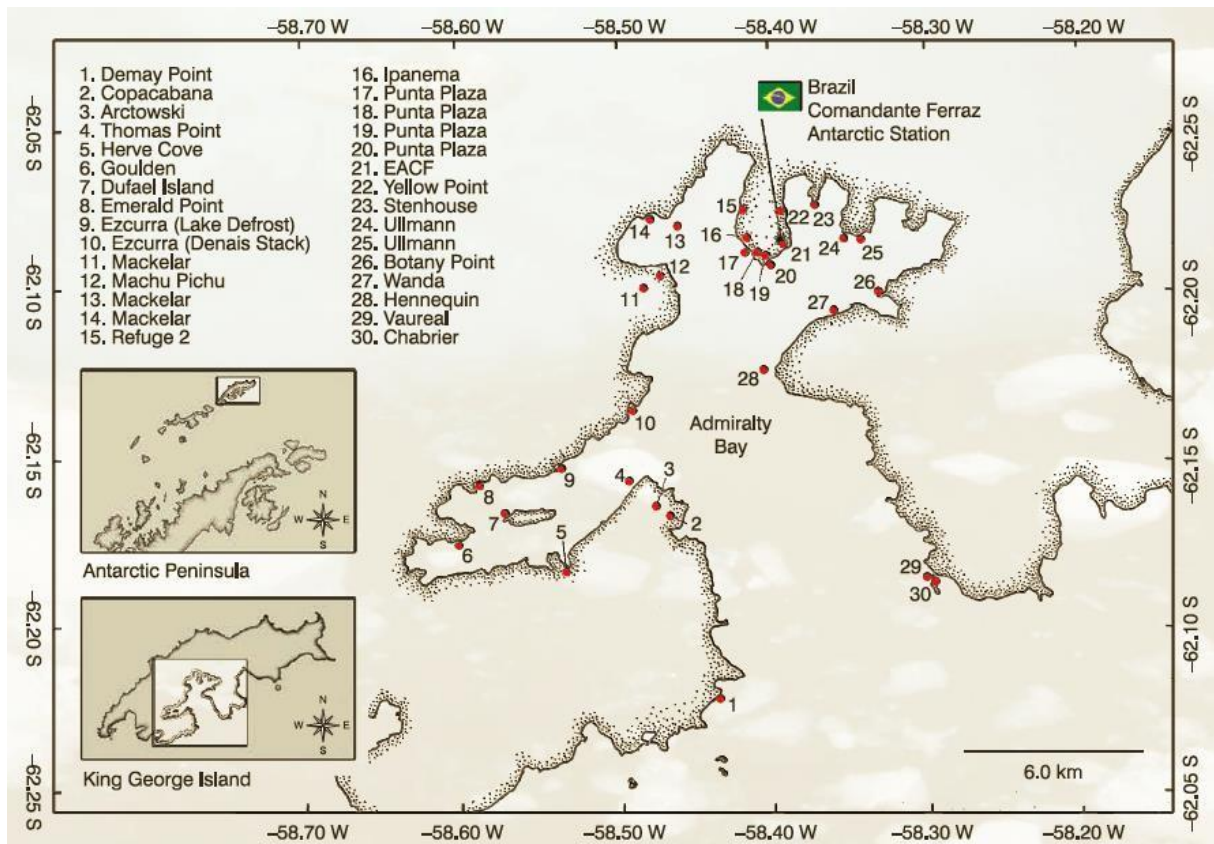 –58.70 W –58.60 W –58.50 W –58.40 W –58.30 W –58.20 W
1. Demay Point
2. Copacabana
3. Arctowski
4. Thomas Point
5. Herve Cove
6. Goulden
7. Dufael Island
8. Emerald Point
9. Ezcurra (Lake Defrost)
10. Ezcurra (Denais Stack)
11. Mackelar
12. Machu Pichu
13. Mackelar
14. Mackelar
15. Refuge 2
16. Ipanema
17. Punta Plaza
18. Punta Plaza
19. Punta Plaza
20. Punta Plaza
21. EACF
22. Yellow Point
23. Stenhouse
24. Ullmann
25. Ullmann
26. Botany Point
27. Wanda
28. Hennequin
29. Vaureal
30. Chabrier
Brazil
Comandante Ferraz
Antarctic Station
–62.05 S
–62.10 S
–62.15 S
–62.20 S
–62.25 S
–62.25 S
–62.20 S
–62.15 S
–62.10 S
–62.05 S
15
14
13
16
17
18
19
20
21
22
23
24
25
12
11
26
27
28
10
Admiralty
Bay
9
8
7
6
5
4
3
2
29
30
1
N
W E
S
Antarctic Peninsula
N
W E
S
King George Island
6.0 km
–58.70 W –58.60 W –58.50 W –58.40 W –58.30 W –58.20 W